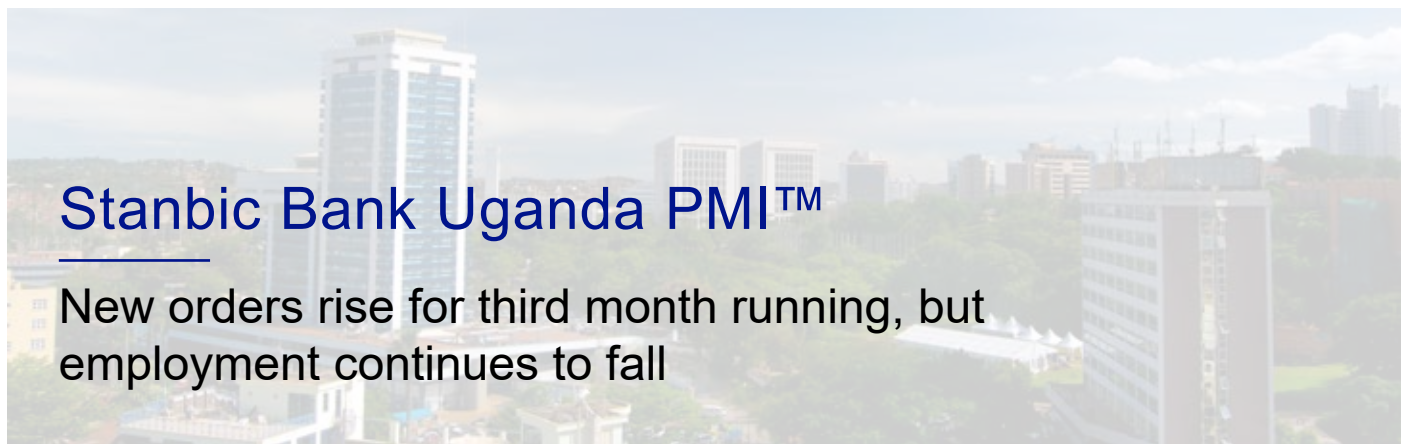 Stanbic Bank Uganda PMI™
New orders rise for third month running, but
employment continues to fall